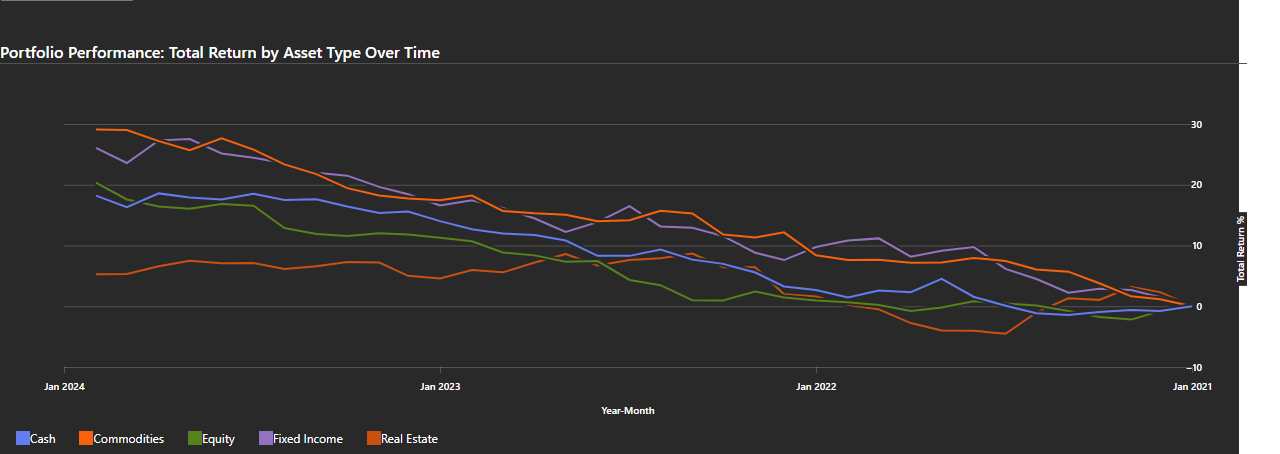 Portfolio Performance: Total Return by Asset Type Over Time
30
20
10
0
–10
Total Return %
Jan 2024 Jan 2023 Jan 2022 Jan 2021
Year-Month
Cash Commodities Equity Fixed Income Real Estate